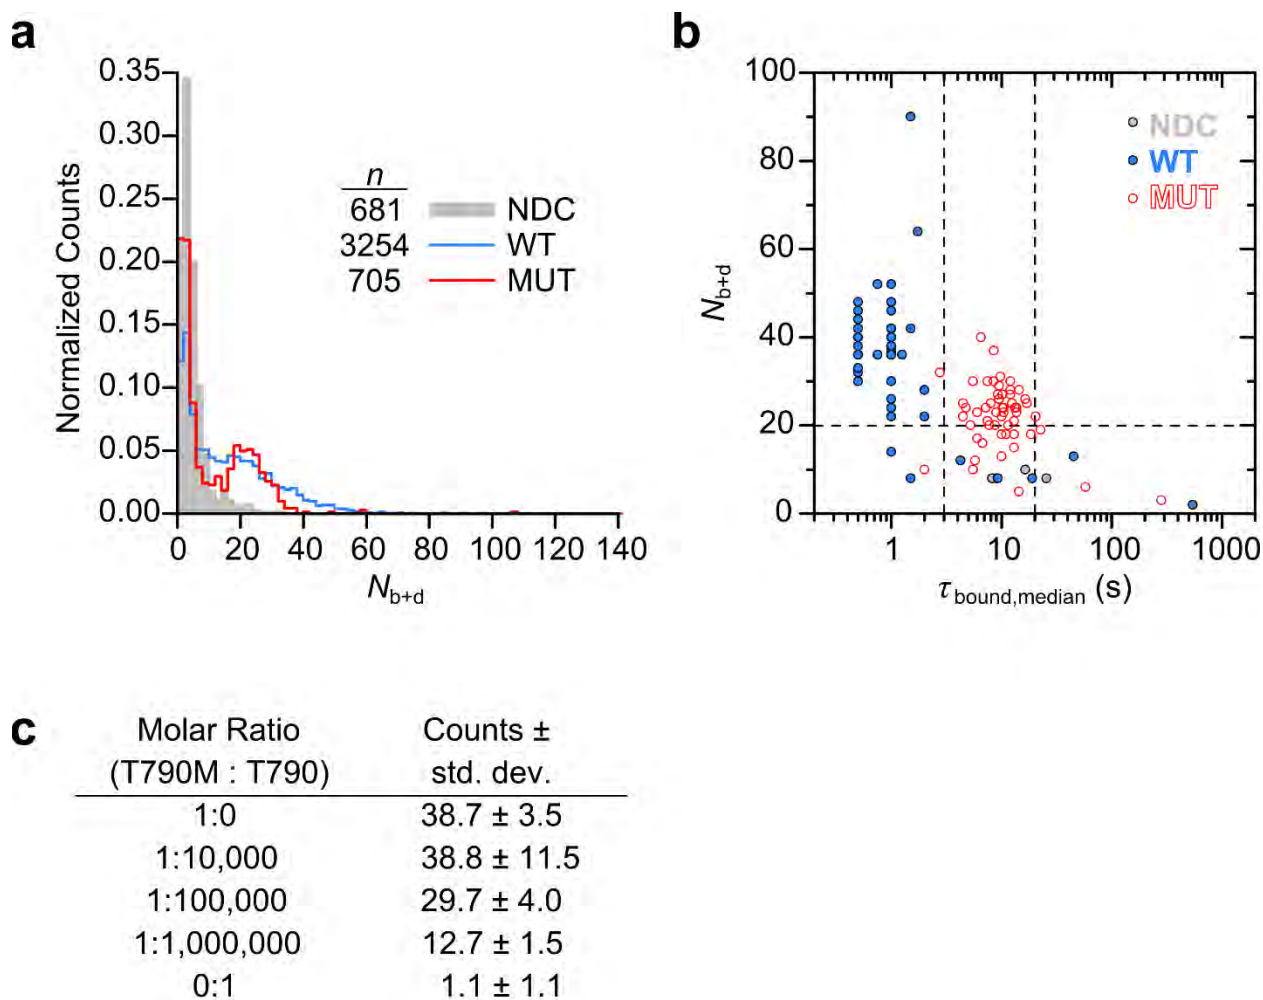 a
0.35
0.30
0.25
0.20
0.15
0.10
0.05
0.00
Normalized Counts
n
681 NDC
3254 WT
705 MUT
0 20 40 60 80 100 120 140
Nb+d
b
100
80
60
40
20
0
Nb+d
NDC
WT
MUT
1 10 100 1000
τbound,median (s)
c
Molar Ratio Counts ±
(T790M : T790) std. dev.
1:0 38.7 ± 3.5
1:10,000 38.8 ± 11.5
1:100,000 29.7 ± 4.0
1:1,000,000 12.7 ± 1.5
0:1 1.1 ± 1.1